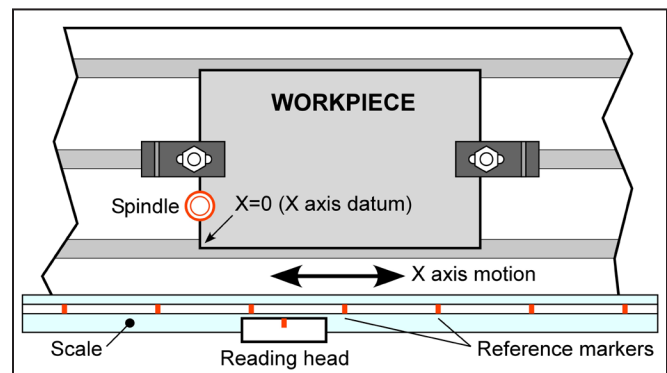 WORKPIECE
Spindle
X=0 (X axis datum)
X axis motion
Scale
Reading head
Reference markers